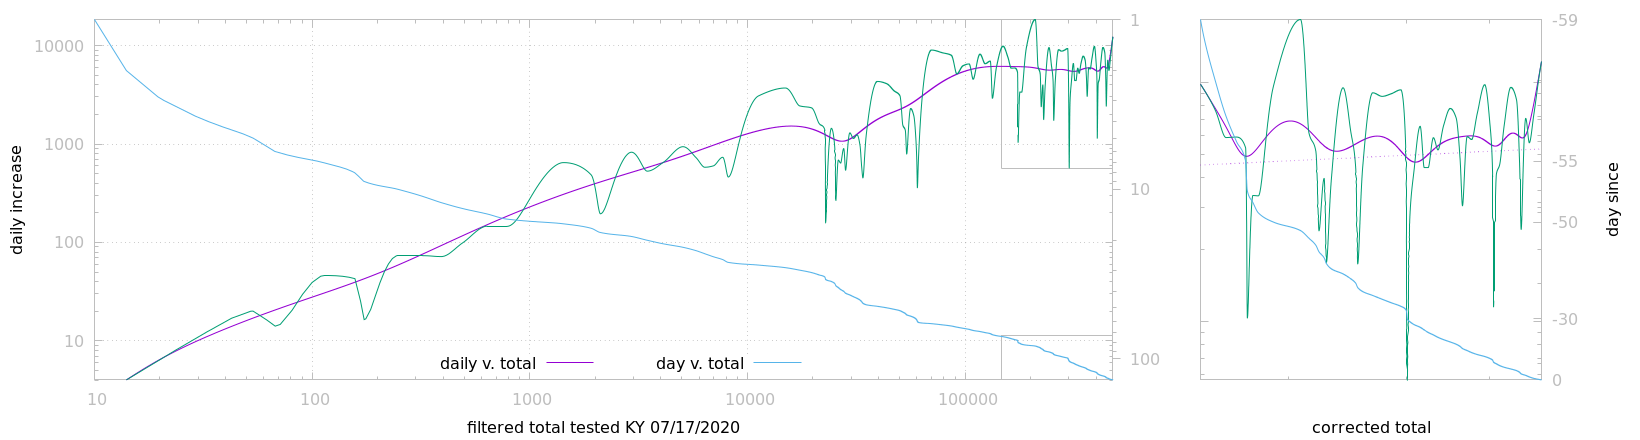 10000
1000
100
10
daily increase
10
100
1000
10000
100000
1
10
100
daily v. total
day v. total
filtered total tested KY 07/17/2020
-59
-55
-50
-30
0
day since
corrected total